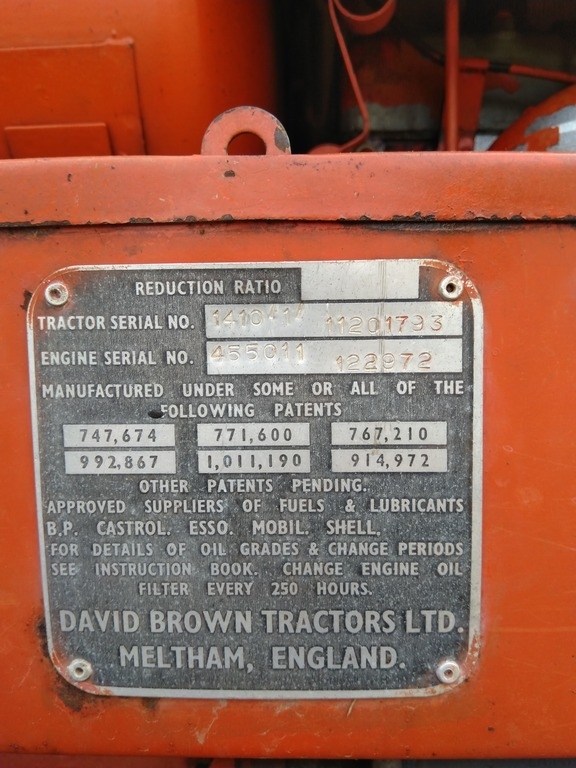 REDUCTION RATIO
TRACTOR SERIAL NO. 1410414 11201793
ENGINE SERIAL NO. 455011 122972
MANUFACTURED UNDER SOME OR ALL OF THE
FOLLOWING PATENTS
747,674 771,600 767,210
992,867 1,011,190 914,972
OTHER PATENTS PENDING.
APPROVED SUPPLIERS OF FUELS & LUBRICANTS
B.P. CASTROL. ESSO. MOBIL. SHELL.
FOR DETAILS OF OIL GRADES & CHANGE PERIODS
SEE INSTRUCTION BOOK. CHANGE ENGINE OIL
FILTER EVERY 250 HOURS.
DAVID BROWN TRACTORS LTD.
MELTHAM, ENGLAND.